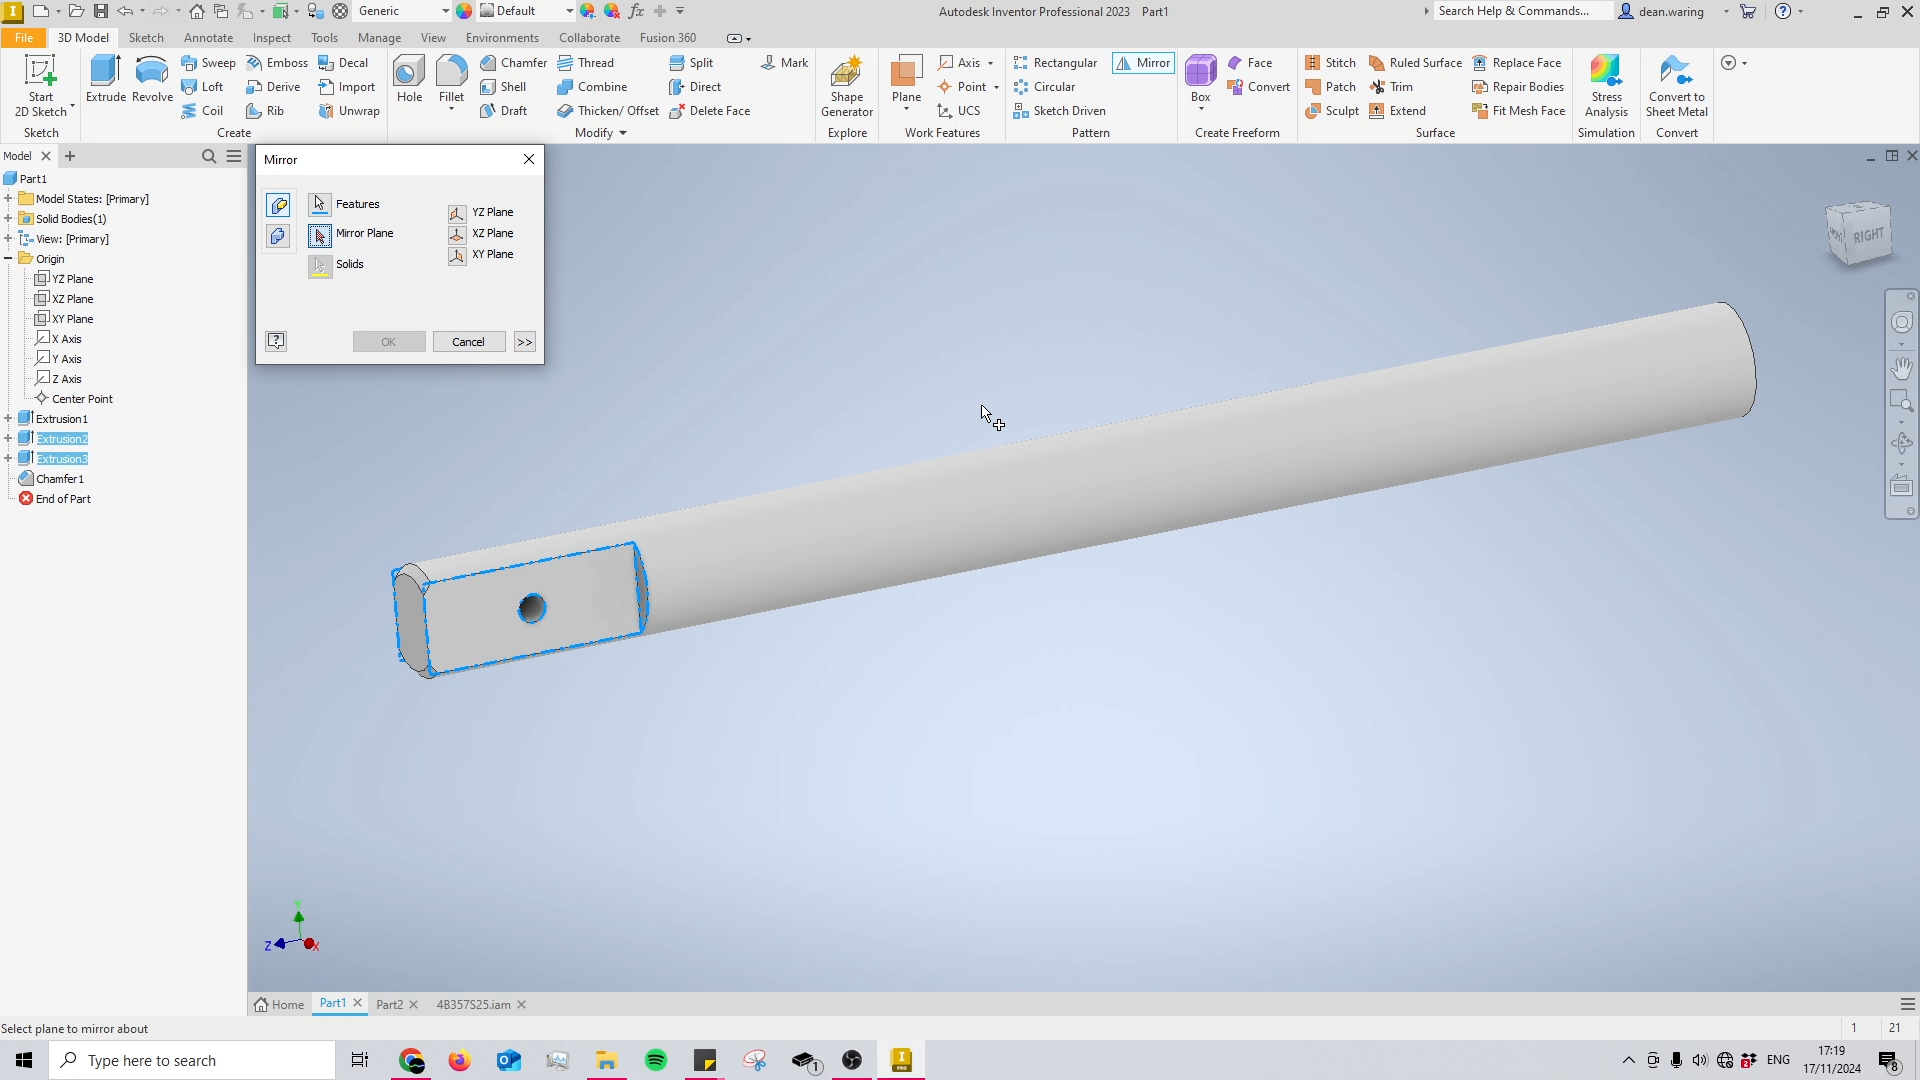 Generic
Default
Autodesk Inventor Professional 2023 Part1
Search Help & Commands...
dean.waring
File
3D Model
Sketch
Annotate
Inspect
Tools
Manage
View
Environments
Collaborate
Fusion 360
Start
2D Sketch
Sketch
Extrude
Revolve
Sweep
Loft
Coil
Emboss
Derive
Rib
Decal
Import
Unwrap
Create
Hole
Fillet
Chamfer
Shell
Draft
Thread
Combine
Thicken/ Offset
Split
Direct
Delete Face
Mark
Modify
Shape
Generator
Explore
Plane
Axis
Point
UCS
Work Features
Rectangular
Circular
Sketch Driven
Mirror
Pattern
Box
Face
Convert
Create Freeform
Stitch
Patch
Sculpt
Ruled Surface
Trim
Extend
Replace Face
Repair Bodies
Fit Mesh Face
Surface
Stress
Analysis
Simulation
Convert to
Sheet Metal
Convert
Model
Part1
Model States: [Primary]
Solid Bodies(1)
View: [Primary]
Origin
YZ Plane
XZ Plane
XY Plane
X Axis
Y Axis
Z Axis
Center Point
Extrusion1
Extrusion2
Extrusion3
Chamfer1
End of Part
Mirror
Features
Mirror Plane
Solids
YZ Plane
XZ Plane
XY Plane
OK
Cancel
>>
RIGHT
Y
Z
X
Home
Part1
Part2
4B357S25.iam
Select plane to mirror about
1
21
Type here to search
ENG
17:19
17/11/2024
8